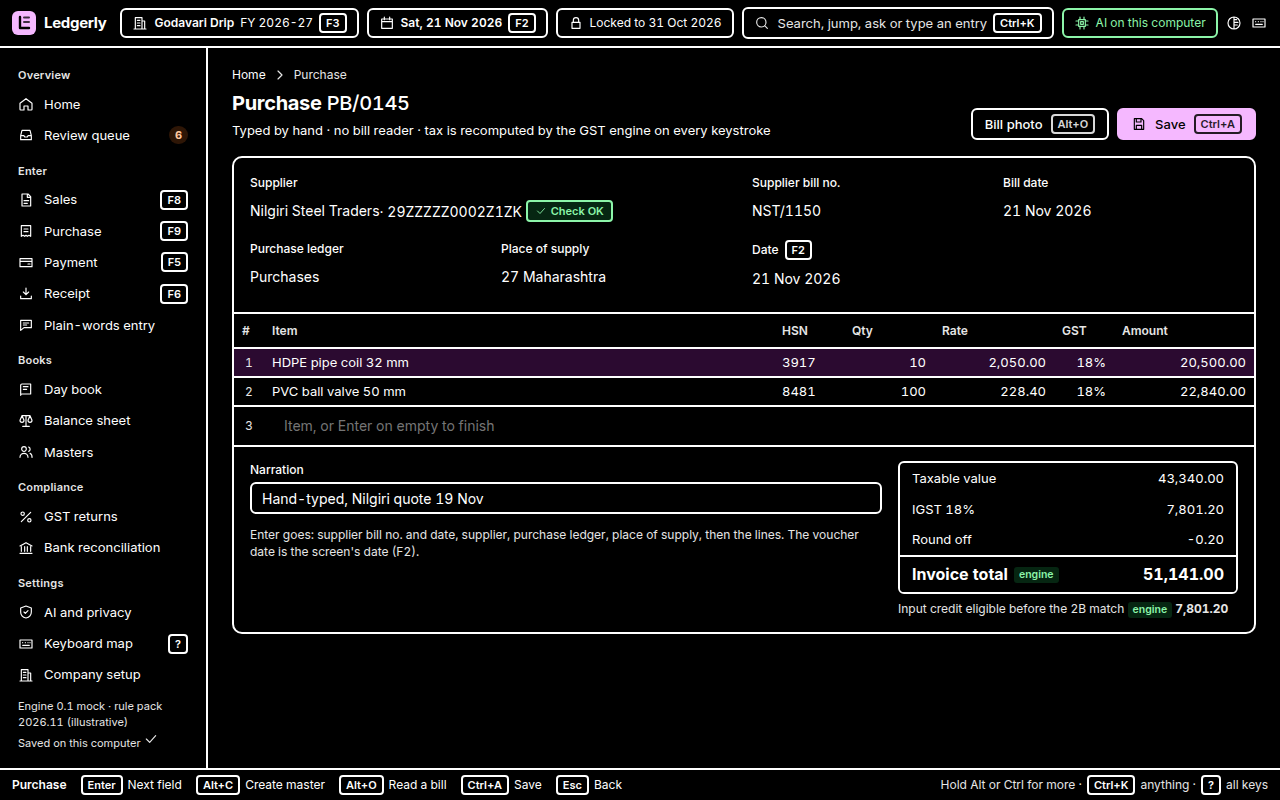 Ledgerly
Godavari Drip FY 2026-27 F3
Sat, 21 Nov 2026 F2
Locked to 31 Oct 2026
Search, jump, ask or type an entry Ctrl+K
AI on this computer
Overview
Home
Review queue 6
Enter
Sales F8
Purchase F9
Payment F5
Receipt F6
Plain-words entry
Books
Day book
Balance sheet
Masters
Compliance
GST returns
Bank reconciliation
Settings
AI and privacy
Keyboard map ?
Company setup
Engine 0.1 mock · rule pack
2026.11 (illustrative)
Saved on this computer
Home Purchase
Purchase PB/0145
Typed by hand · no bill reader · tax is recomputed by the GST engine on every keystroke
Bill photo Alt+O
Save Ctrl+A
Supplier Supplier bill no. Bill date
Nilgiri Steel Traders · 29ZZZZZ0002Z1ZK Check OK NST/1150 21 Nov 2026
Purchase ledger Place of supply Date F2
Purchases 27 Maharashtra 21 Nov 2026
# Item HSN Qty Rate GST Amount
1 HDPE pipe coil 32 mm 3917 10 2,050.00 18% 20,500.00
2 PVC ball valve 50 mm 8481 100 228.40 18% 22,840.00
3 Item, or Enter on empty to finish
Narration
Hand-typed, Nilgiri quote 19 Nov
Enter goes: supplier bill no. and date, supplier, purchase ledger, place of supply, then the lines. The voucher
date is the screen's date (F2).
Taxable value 43,340.00
IGST 18% 7,801.20
Round off -0.20
Invoice total engine 51,141.00
Input credit eligible before the 2B match engine 7,801.20
Purchase Enter Next field Alt+C Create master Alt+O Read a bill Ctrl+A Save Esc Back
Hold Alt or Ctrl for more · Ctrl+K anything · ? all keys